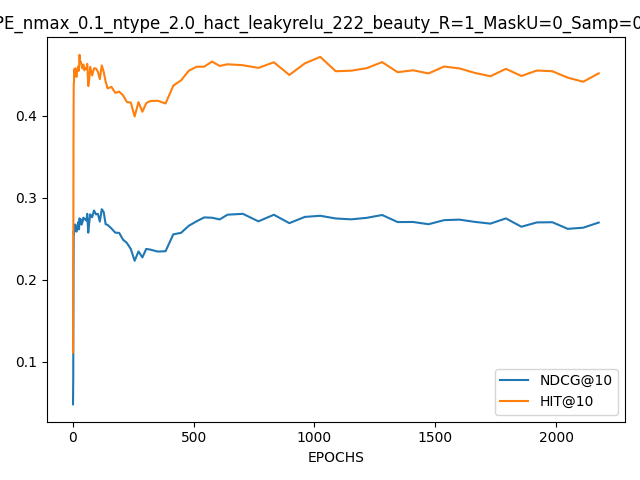 PE_nmax_0.1_ntype_2.0_hact_leakyrelu_222_beauty_R=1_MaskU=0_Samp=0
0.4
0.3
0.2
0.1
0 500 1000 1500 2000
EPOCHS
NDCG@10
HIT@10